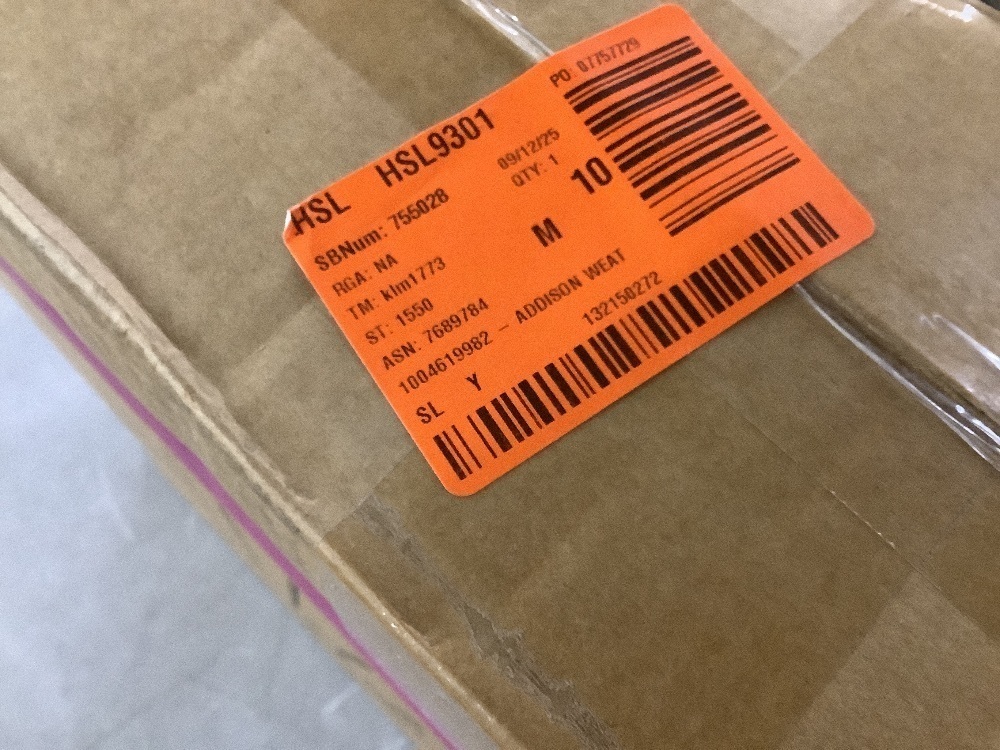 HSL HSL9301
PO: 07757729
SBNum: 755028
09/12/25
RGA: NA
QTY: 1
10
TM: klm1773
M
ST: 1550
ASN: 7689784
1004619982 - ADDISON WEAT
132150272
SL Y